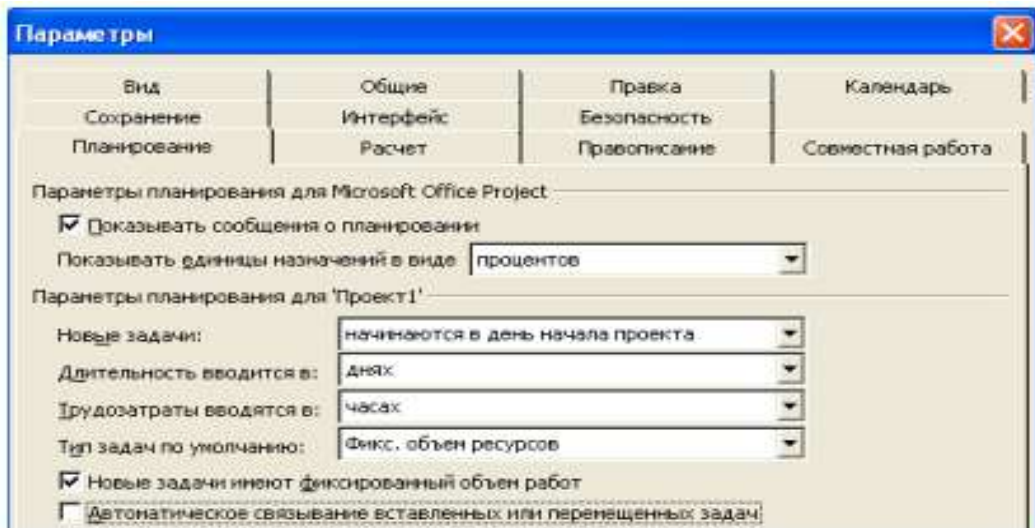 Параметры
Вид Общие Правка Календарь
Сохранение Интерфейс Безопасность
Планирование Расчет Правописание Совместная работа
Параметры планирования для Microsoft Office Project
Показывать сообщения о планировании
Показывать единицы назначений в виде процентов
Параметры планирования для 'Проект1'
Новые задачи: начинаются в день начала проекта
Длительность вводится в: днях
Трудозатраты вводятся в: часах
Тип задач по умолчанию: Фикс. объем ресурсов
Новые задачи имеют фиксированный объем работ
Автоматическое связывание вставленных или перемещенных задач